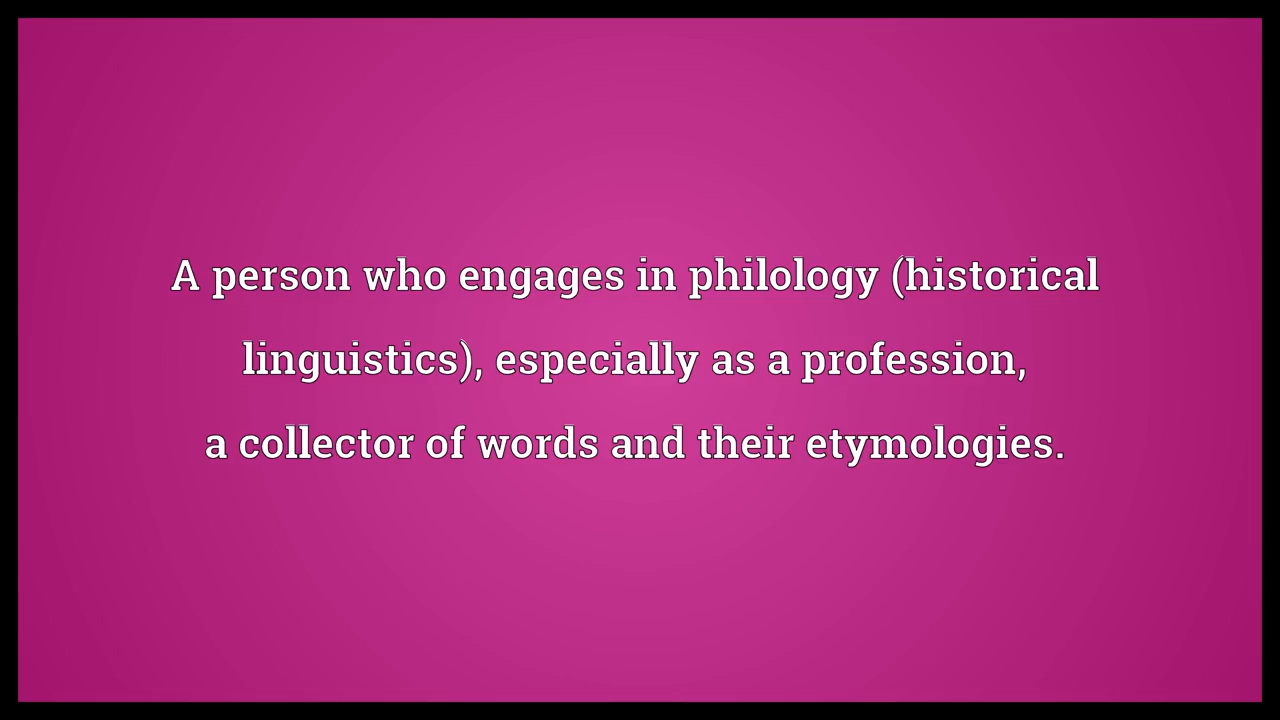 A person who engages in philology (historical
linguistics), especially as a profession,
a collector of words and their etymologies.